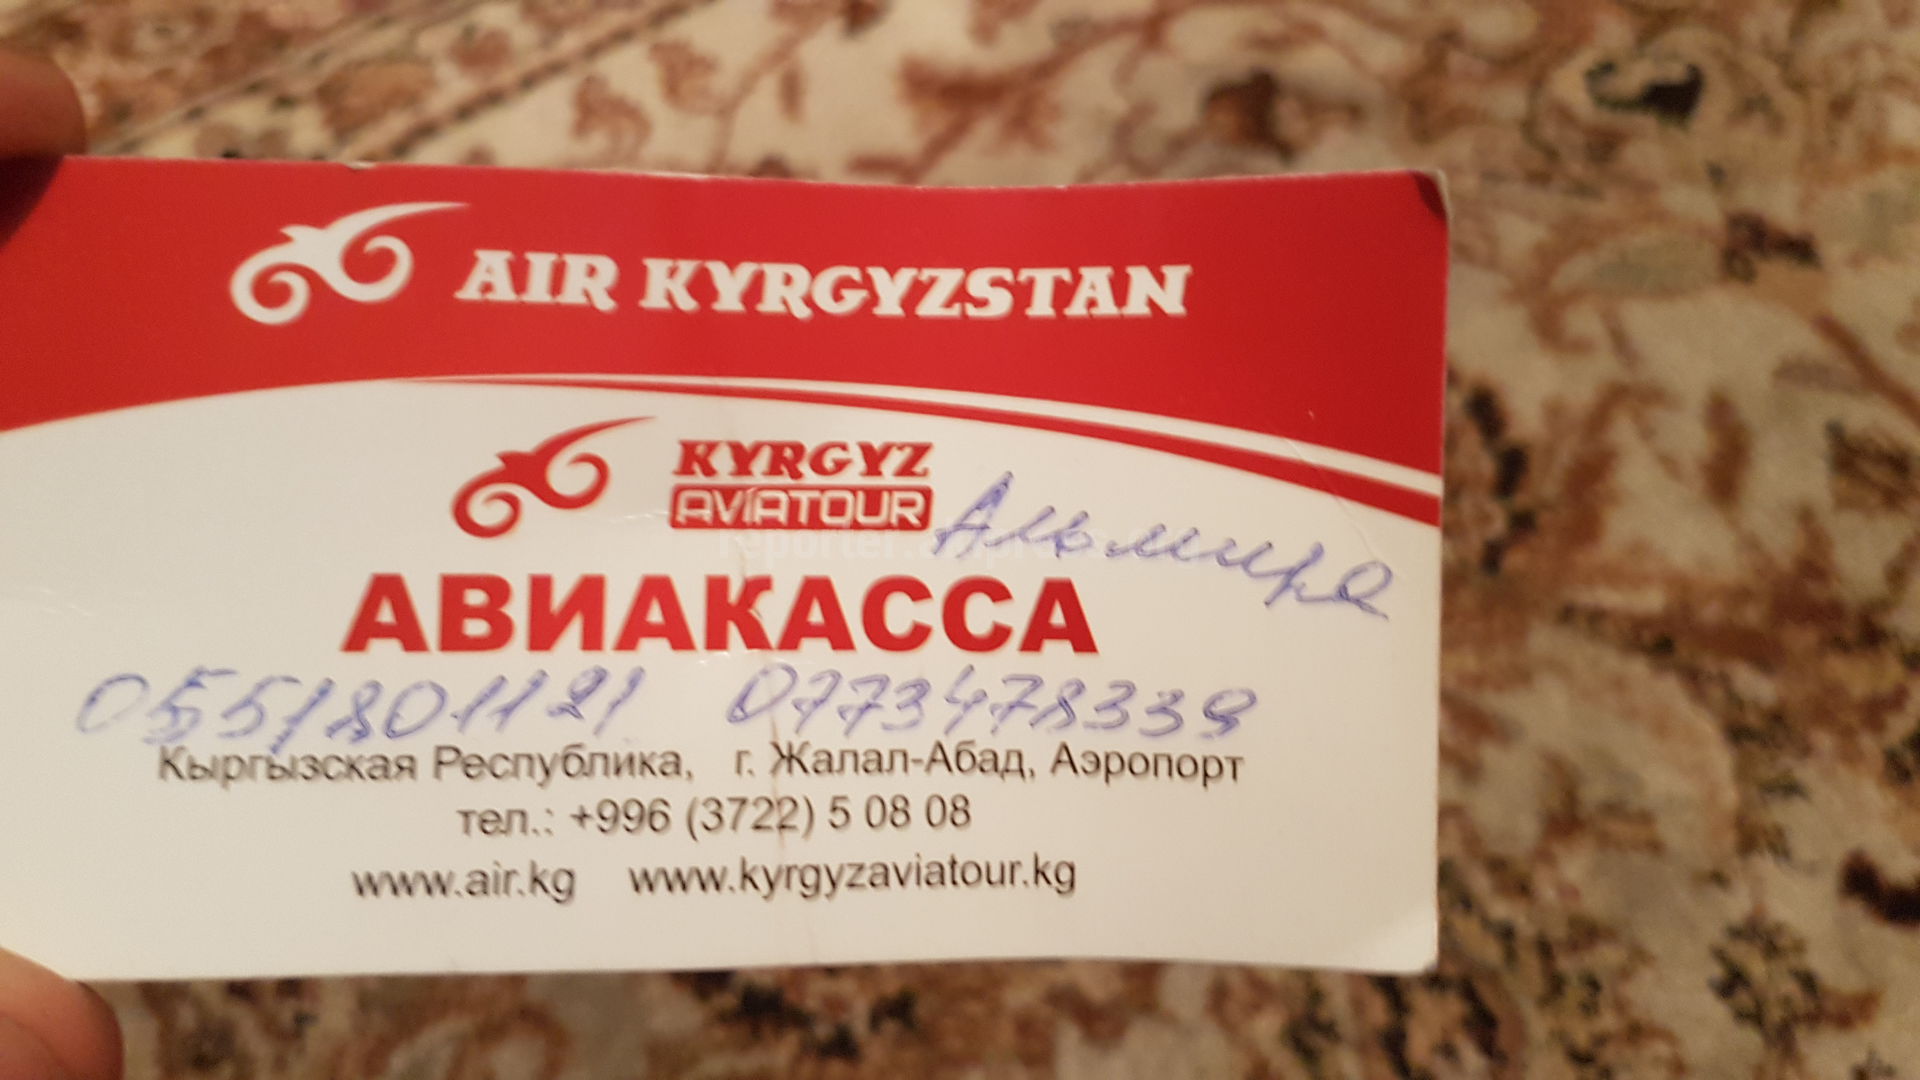 AIR KYRGYZSTAN
KYRGYZ
AVIATOUR
Альмира
АВИАКАССА
0551801121 0773478339
Кыргызская Республика, г. Жалал-Абад, Аэропорт
тел.: +996 (3722) 5 08 08
www.air.kg www.kyrgyzaviatour.kg